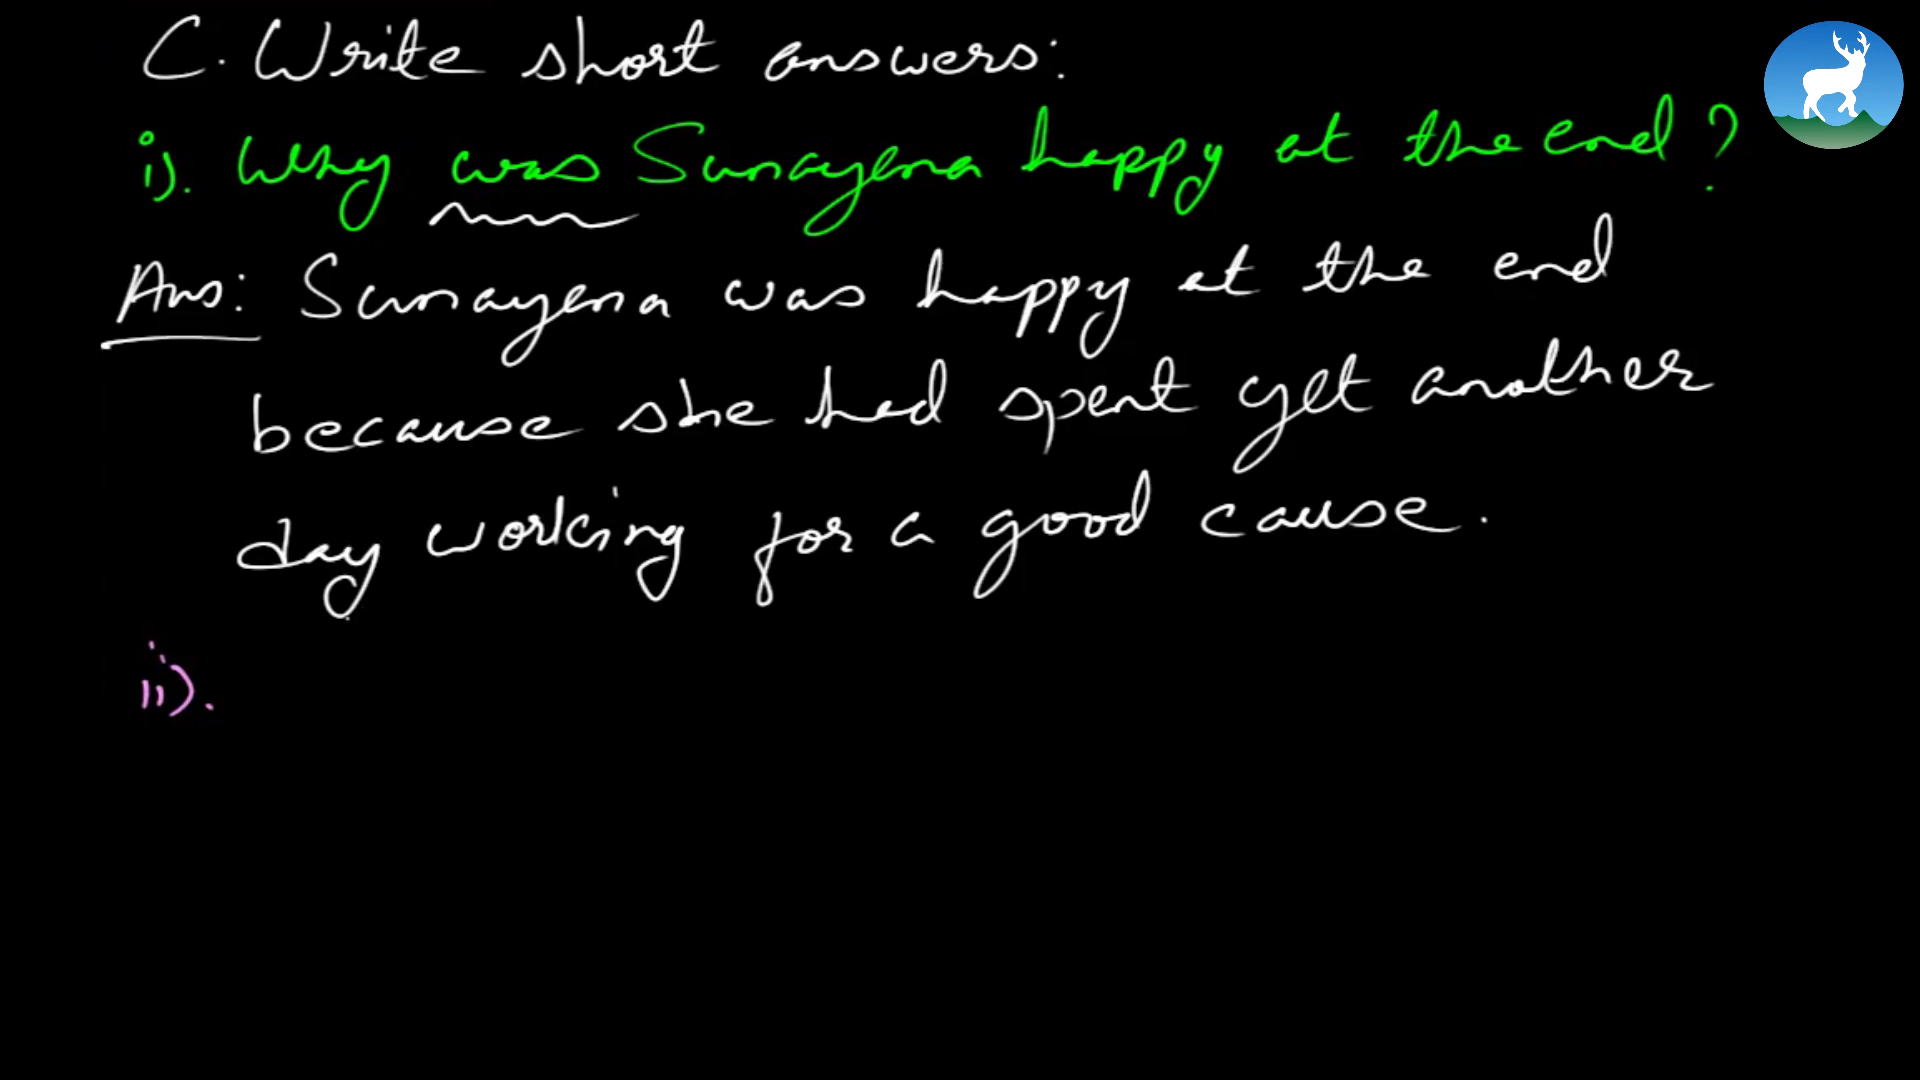 C. Write short answers:
i). Why was Sunayena happy at the end?
Ans: Sunayena was happy at the end
because she had spent yet another
day working for a good cause.
ii).